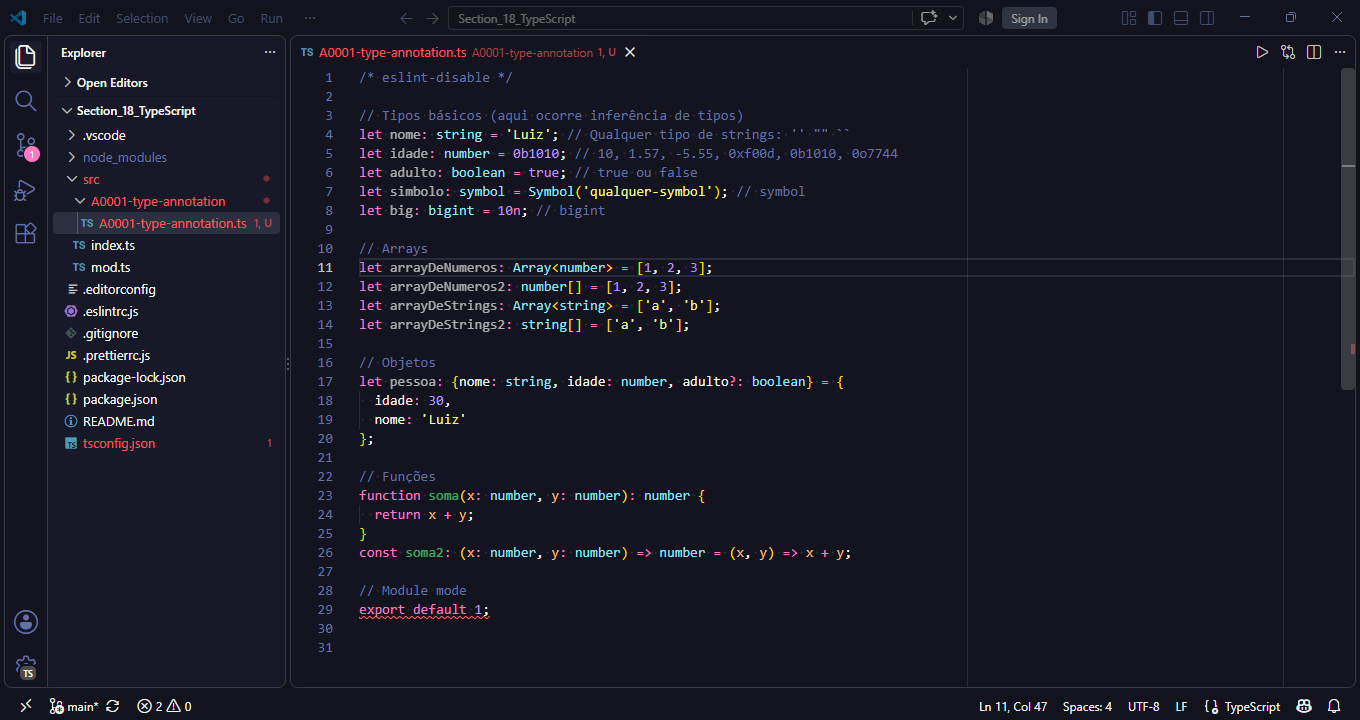 File Edit Selection View Go Run ···
Section_18_TypeScript
Sign In
Explorer ···
Open Editors
Section_18_TypeScript
.vscode
node_modules
src
A0001-type-annotation
TS A0001-type-annotation.ts 1, U
TS index.ts
TS mod.ts
.editorconfig
.eslintrc.js
.gitignore
JS .prettierrc.js
{} package-lock.json
{} package.json
README.md
TS tsconfig.json 1
1
TS
TS A0001-type-annotation.ts A0001-type-annotation 1, U
1 /* eslint-disable */
2
3 // Tipos básicos (aqui ocorre inferência de tipos)
4 let nome: string = 'Luiz'; // Qualquer tipo de strings: '' "" ``
5 let idade: number = 0b1010; // 10, 1.57, -5.55, 0xf00d, 0b1010, 0o7744
6 let adulto: boolean = true; // true ou false
7 let simbolo: symbol = Symbol('qualquer-symbol'); // symbol
8 let big: bigint = 10n; // bigint
9
10 // Arrays
11 let arrayDeNumeros: Array<number> = [1, 2, 3];
12 let arrayDeNumeros2: number[] = [1, 2, 3];
13 let arrayDeStrings: Array<string> = ['a', 'b'];
14 let arrayDeStrings2: string[] = ['a', 'b'];
15
16 // Objetos
17 let pessoa: {nome: string, idade: number, adulto?: boolean} = {
18 idade: 30,
19 nome: 'Luiz'
20 };
21
22 // Funções
23 function soma(x: number, y: number): number {
24 return x + y;
25 }
26 const soma2: (x: number, y: number) => number = (x, y) => x + y;
27
28 // Module mode
29 export default 1;
30
31
main* 2 0 Ln 11, Col 47 Spaces: 4 UTF-8 LF {} TypeScript